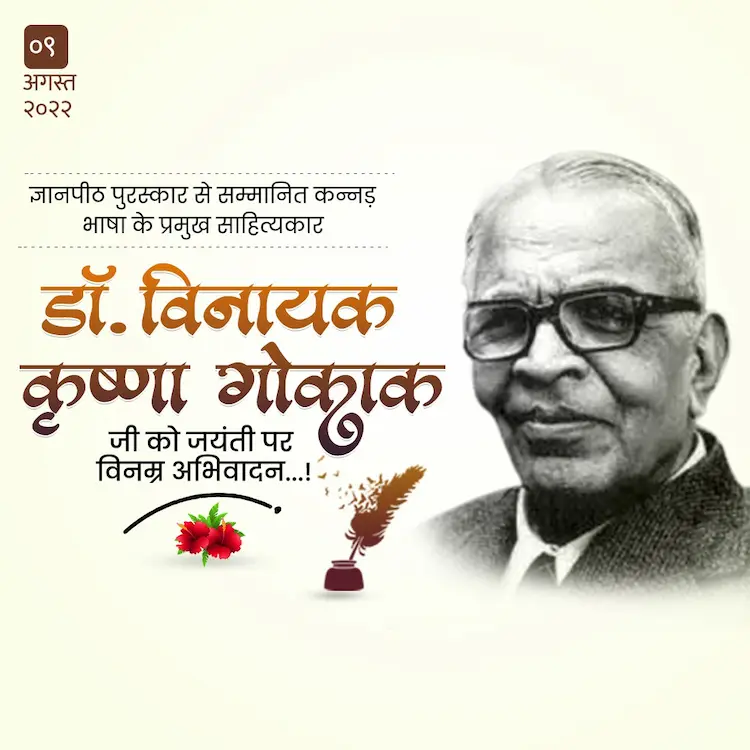 ०९
अगस्त
२०२२
ज्ञानपीठ पुरस्कार से सम्मानित कन्नड़
भाषा के प्रमुख साहित्यकार
डॉ. विनायक
कृष्णा गोकाक
जी को जयंती पर
विनम्र अभिवादन...!